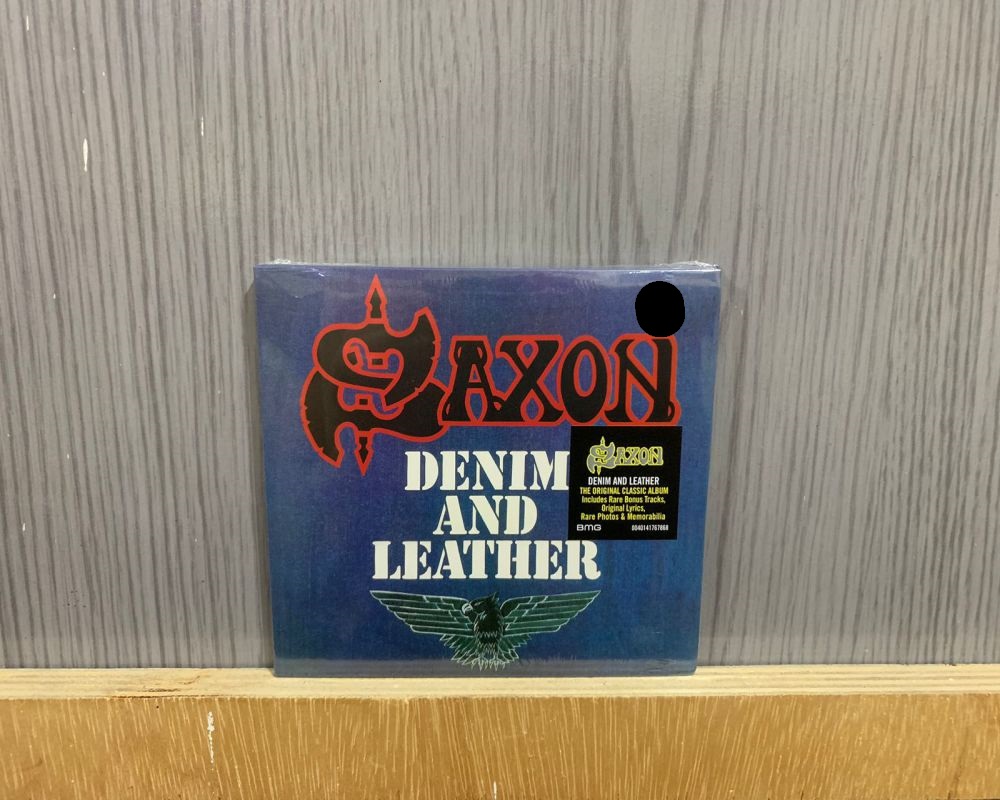 SAXON
DENIM
AND
LEATHER
SAXON
DENIM AND LEATHER
THE ORIGINAL CLASSIC ALBUM
Includes Rare Bonus Tracks,
Original Lyrics,
Rare Photos & Memorabilia
BMG 0040141767868